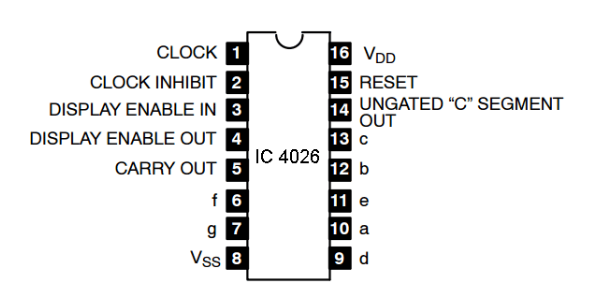 CLOCK 1 16 VDD
CLOCK INHIBIT 2 15 RESET
DISPLAY ENABLE IN 3 14 UNGATED “C” SEGMENT
OUT
DISPLAY ENABLE OUT 4 13 c
IC 4026
CARRY OUT 5 12 b
f 6 11 e
g 7 10 a
VSS 8 9 d